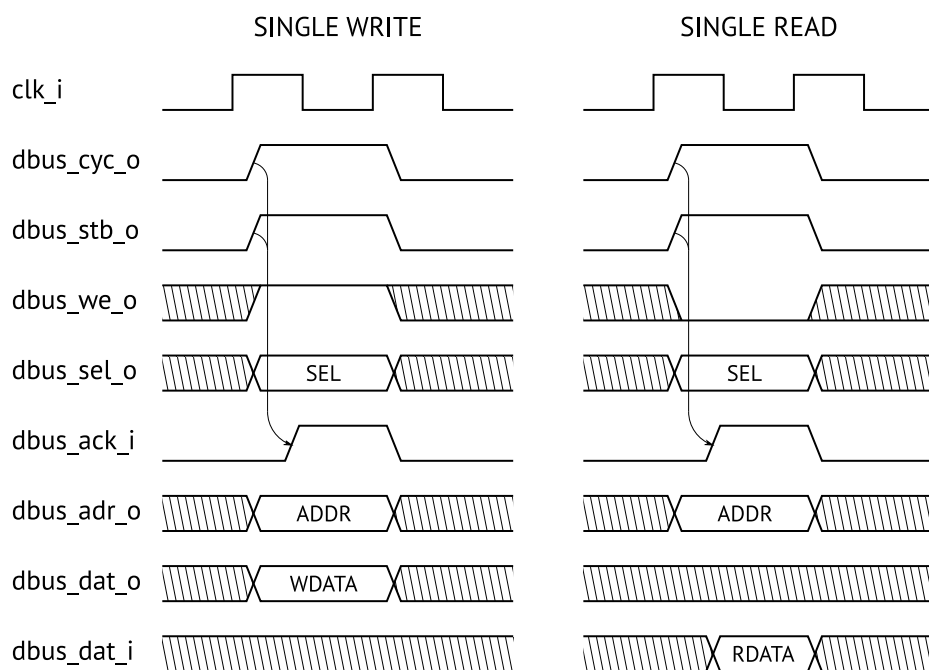 SINGLE WRITE SINGLE READ
clk_i
dbus_cyc_o
dbus_stb_o
dbus_we_o
dbus_sel_o SEL SEL
dbus_ack_i
dbus_adr_o ADDR ADDR
dbus_dat_o WDATA
dbus_dat_i RDATA